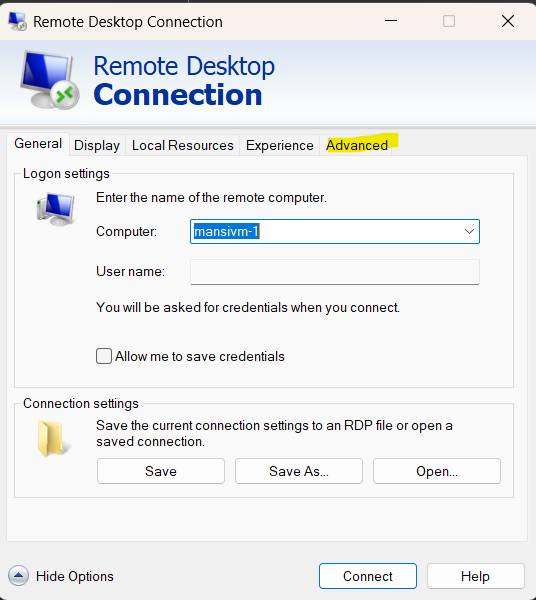 Remote Desktop Connection
Remote Desktop
Connection
General Display Local Resources Experience Advanced
Logon settings
Enter the name of the remote computer.
Computer: mansivm-1
User name:
You will be asked for credentials when you connect.
Allow me to save credentials
Connection settings
Save the current connection settings to an RDP file or open a
saved connection.
Save Save As... Open...
Hide Options Connect Help